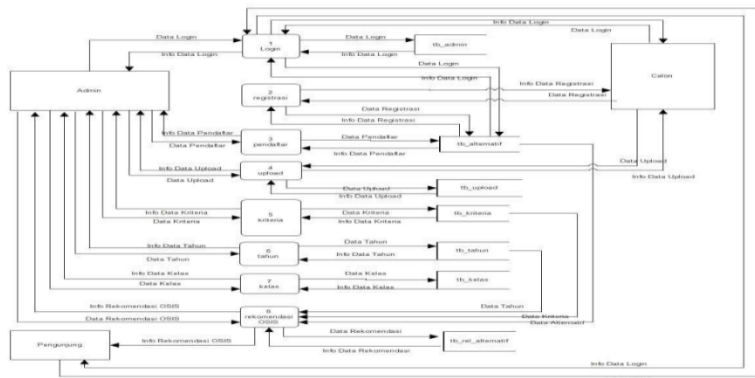 Info Data Login
Data Login
Data Login
Info Data Login
1
Login
Data Login
Info Data Login
tb_admin
Data Login
Info Data Login
Admin
Calon
2
registrasi
Info Data Registrasi
Data Registrasi
Data Registrasi
Info Data Registrasi
Info Data Pendaftar
Data Pendaftar
3
pendaftar
Data Pendaftar
Info Data Pendaftar
tb_alternatif
Info Data Upload
Data Upload
4
upload
Data Upload
Info Data Upload
Data Upload
Info Data Upload
tb_upload
Info Data Kriteria
Data Kriteria
5
kriteria
Data Kriteria
Info Data Kriteria
tb_kriteria
Info Data Tahun
Data Tahun
6
tahun
Data Tahun
Info Data Tahun
tb_tahun
Info Data Kelas
Data Kelas
7
kelas
Data Kelas
Info Data Kelas
tb_kelas
Info Rekomendasi OSIS
Data Rekomendasi OSIS
8
rekomendasi
OSIS
Data Tahun
Data Kriteria
Data Alternatif
Data Rekomendasi
Info Data Rekomendasi
tb_rel_alternatif
Pengunjung
Info Rekomendasi OSIS
Info Data Login